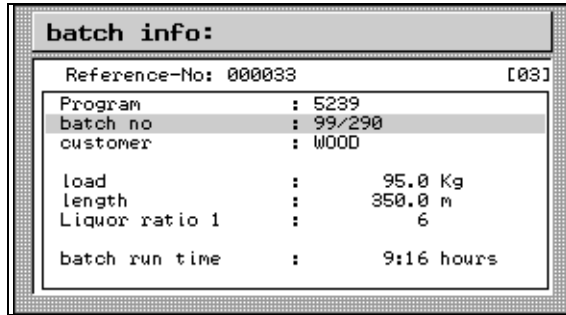 batch info:
Reference-No: 000033 [03]
Program : 5239
batch no : 99/290
customer : WOOD
load : 95.0 Kg
length : 350.0 m
Liquor ratio 1 : 6
batch run time : 9:16 hours